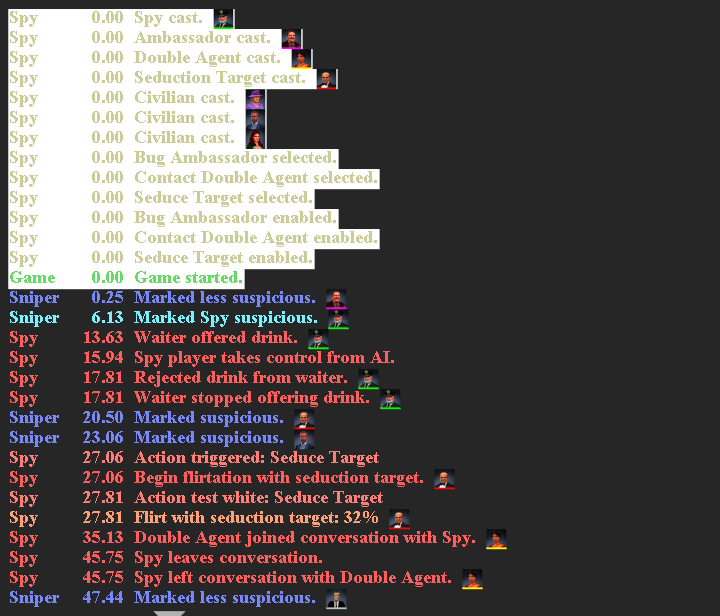 Spy 0.00 Spy cast.
Spy 0.00 Ambassador cast.
Spy 0.00 Double Agent cast.
Spy 0.00 Seduction Target cast.
Spy 0.00 Civilian cast.
Spy 0.00 Civilian cast.
Spy 0.00 Civilian cast.
Spy 0.00 Bug Ambassador selected.
Spy 0.00 Contact Double Agent selected.
Spy 0.00 Seduce Target selected.
Spy 0.00 Bug Ambassador enabled.
Spy 0.00 Contact Double Agent enabled.
Spy 0.00 Seduce Target enabled.
Game 0.00 Game started.
Sniper 0.25 Marked less suspicious.
Sniper 6.13 Marked Spy suspicious.
Spy 13.63 Waiter offered drink.
Spy 15.94 Spy player takes control from AI.
Spy 17.81 Rejected drink from waiter.
Spy 17.81 Waiter stopped offering drink.
Sniper 20.50 Marked suspicious.
Sniper 23.06 Marked suspicious.
Spy 27.06 Action triggered: Seduce Target
Spy 27.06 Begin flirtation with seduction target.
Spy 27.81 Action test white: Seduce Target
Spy 27.81 Flirt with seduction target: 32%
Spy 35.13 Double Agent joined conversation with Spy.
Spy 45.75 Spy leaves conversation.
Spy 45.75 Spy left conversation with Double Agent.
Sniper 47.44 Marked less suspicious.